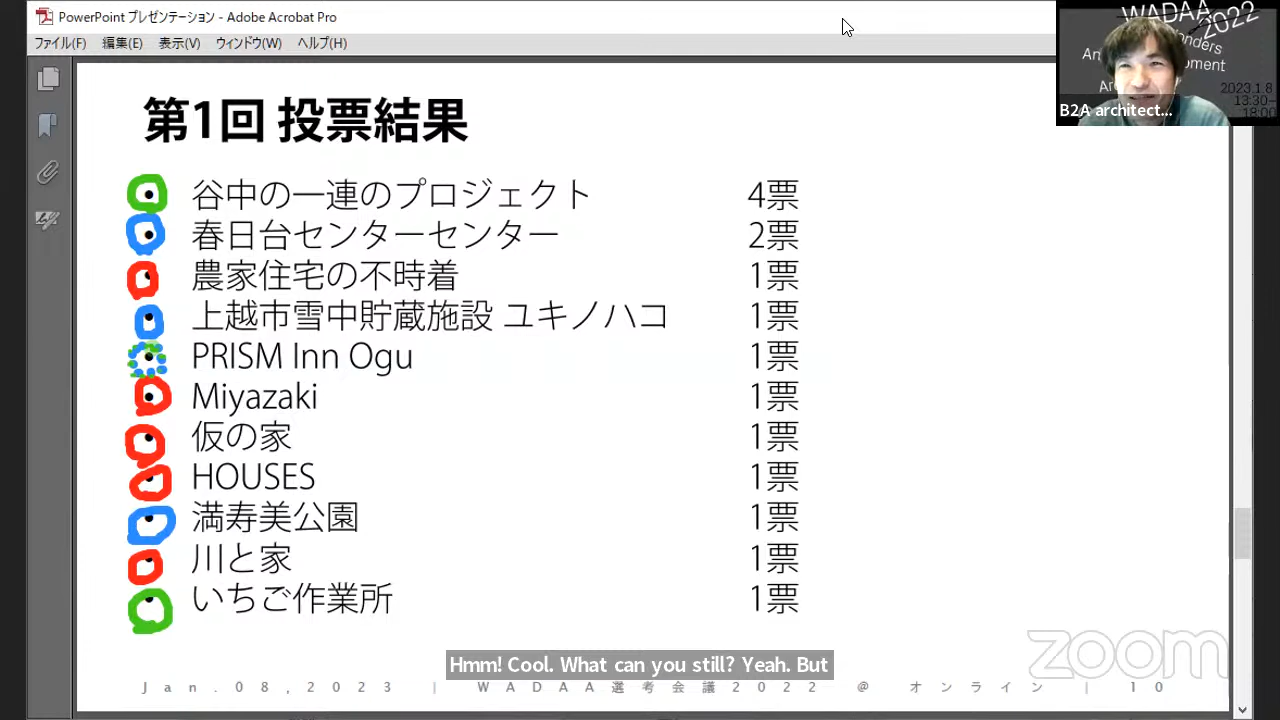 PowerPoint プレゼンテーション - Adobe Acrobat Pro
ファイル(F) 編集(E) 表示(V) ウィンドウ(W) ヘルプ(H)
WADAA
2022
2023.1.8
13:30–
18:00
B2A architect...
第1回 投票結果
谷中の一連のプロジェクト 4票
春日台センターセンター 2票
農家住宅の不時着 1票
上越市雪中貯蔵施設 ユキノハコ 1票
PRISM Inn Ogu 1票
Miyazaki 1票
仮の家 1票
HOUSES 1票
満寿美公園 1票
川と家 1票
いちご作業所 1票
zoom
Hmm! Cool. What can you still? Yeah. But
Jan.08,2023 | WADAA選考会議2022@オンライン | 10